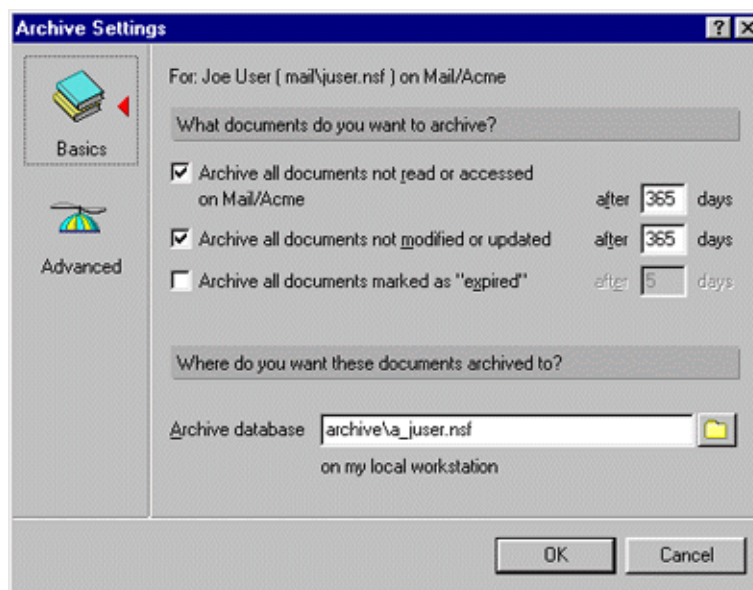 Archive Settings
For: Joe User ( mail\juser.nsf ) on Mail/Acme
Basics
Advanced
What documents do you want to archive?
Archive all documents not read or accessed
on Mail/Acme after 365 days
Archive all documents not modified or updated after 365 days
Archive all documents marked as "expired" after 5 days
Where do you want these documents archived to?
Archive database archive\a_juser.nsf
on my local workstation
OK Cancel